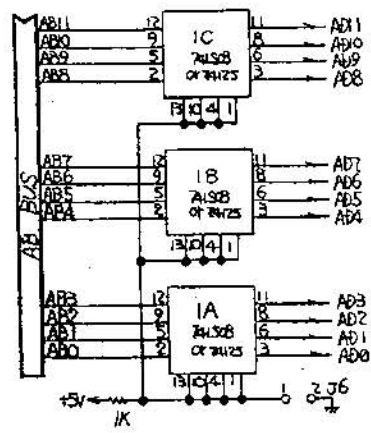 AB11 12 1C 11 AD11
AB10 9 8 AD10
AB9 5 74LS08 6 AD9
AB8 2 or 74125 3 AD8
13 10 4 1
AB7 12 1B 11 AD7
AB6 9 8 AD6
AB5 5 74LS08 6 AD5
AB4 2 or 74125 3 AD4
13 10 4 1
AB BUS
AB3 12 1A 11 AD3
AB2 9 8 AD2
AB1 5 74LS08 6 AD1
AB0 2 or 74125 3 AD0
13 10 4 1
+5V 1K 1 2 J6